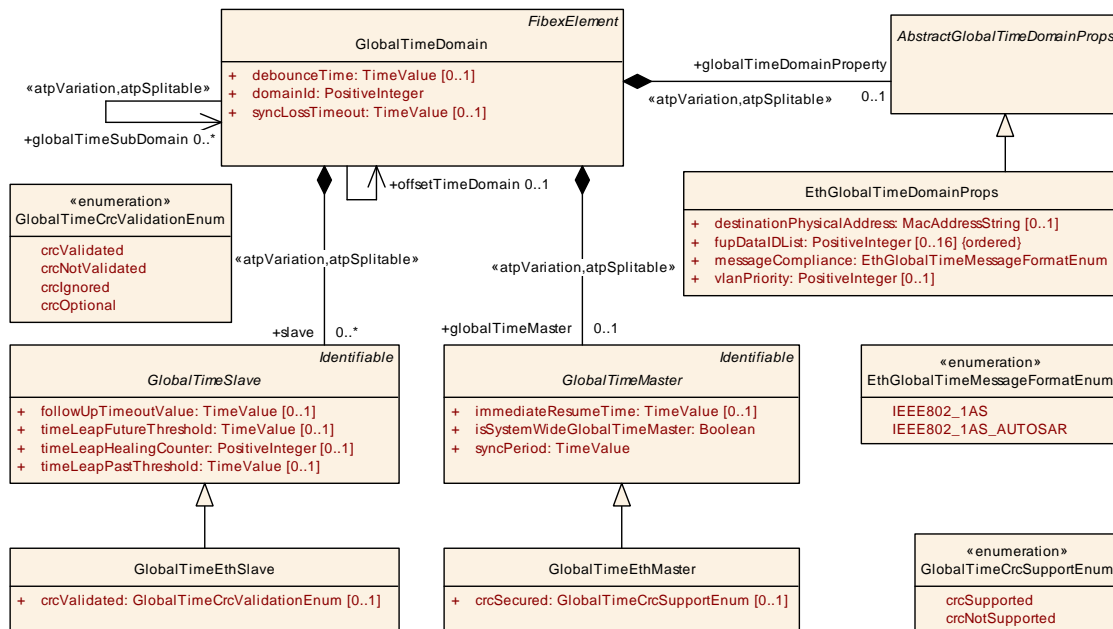 FibexElement
GlobalTimeDomain
+ debounceTime: TimeValue [0..1]
+ domainId: PositiveInteger
+ syncLossTimeout: TimeValue [0..1]
AbstractGlobalTimeDomainProps
+globalTimeDomainProperty
«atpVariation,atpSplitable»
0..1
«atpVariation,atpSplitable»
+globalTimeSubDomain 0..*
+offsetTimeDomain 0..1
EthGlobalTimeDomainProps
+ destinationPhysicalAddress: MacAddressString [0..1]
+ fupDataIDList: PositiveInteger [0..16] {ordered}
+ messageCompliance: EthGlobalTimeMessageFormatEnum
+ vlanPriority: PositiveInteger [0..1]
«enumeration»
GlobalTimeCrcValidationEnum
crcValidated
crcNotValidated
crcIgnored
crcOptional
«atpVariation,atpSplitable»
«atpVariation,atpSplitable»
+slave 0..*
+globalTimeMaster 0..1
Identifiable
GlobalTimeSlave
+ followUpTimeoutValue: TimeValue [0..1]
+ timeLeapFutureThreshold: TimeValue [0..1]
+ timeLeapHealingCounter: PositiveInteger [0..1]
+ timeLeapPastThreshold: TimeValue [0..1]
Identifiable
GlobalTimeMaster
+ immediateResumeTime: TimeValue [0..1]
+ isSystemWideGlobalTimeMaster: Boolean
+ syncPeriod: TimeValue
«enumeration»
EthGlobalTimeMessageFormatEnum
IEEE802_1AS
IEEE802_1AS_AUTOSAR
GlobalTimeEthSlave
+ crcValidated: GlobalTimeCrcValidationEnum [0..1]
GlobalTimeEthMaster
+ crcSecured: GlobalTimeCrcSupportEnum [0..1]
«enumeration»
GlobalTimeCrcSupportEnum
crcSupported
crcNotSupported